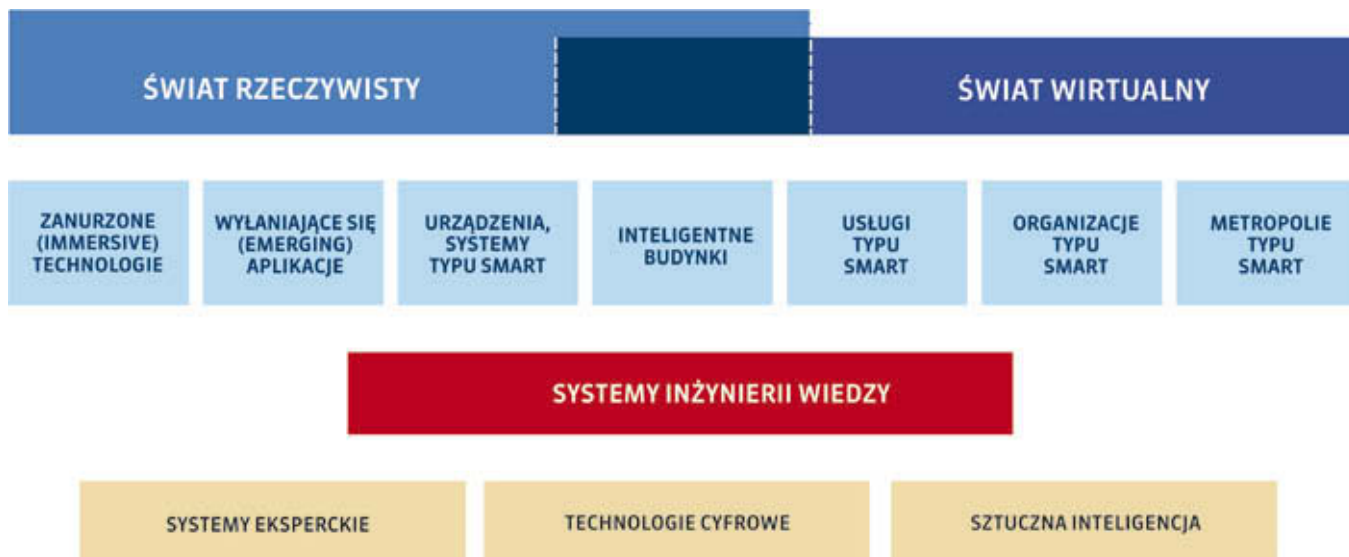 ŚWIAT RZECZYWISTY
ŚWIAT WIRTUALNY
ZANURZONE
(IMMERSIVE)
TECHNOLOGIE
WYŁANIAJĄCE SIĘ
(EMERGING)
APLIKACJE
URZĄDZENIA,
SYSTEMY
TYPU SMART
INTELIGENTNE
BUDYNKI
USŁUGI
TYPU
SMART
ORGANIZACJE
TYPU
SMART
METROPOLIE
TYPU
SMART
SYSTEMY INŻYNIERII WIEDZY
SYSTEMY EKSPERCKIE
TECHNOLOGIE CYFROWE
SZTUCZNA INTELIGENCJA